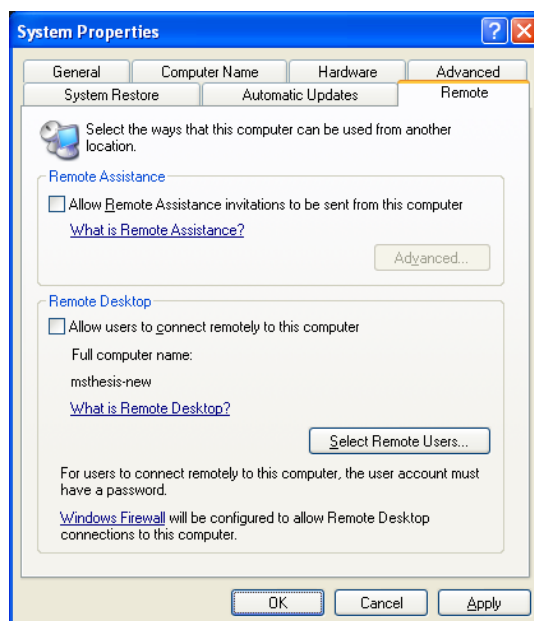 System Properties
General Computer Name Hardware Advanced
System Restore Automatic Updates Remote
Select the ways that this computer can be used from another
location.
Remote Assistance
Allow Remote Assistance invitations to be sent from this computer
What is Remote Assistance?
Advanced...
Remote Desktop
Allow users to connect remotely to this computer
Full computer name:
msthesis-new
What is Remote Desktop?
Select Remote Users...
For users to connect remotely to this computer, the user account must
have a password.
Windows Firewall will be configured to allow Remote Desktop
connections to this computer.
OK Cancel Apply